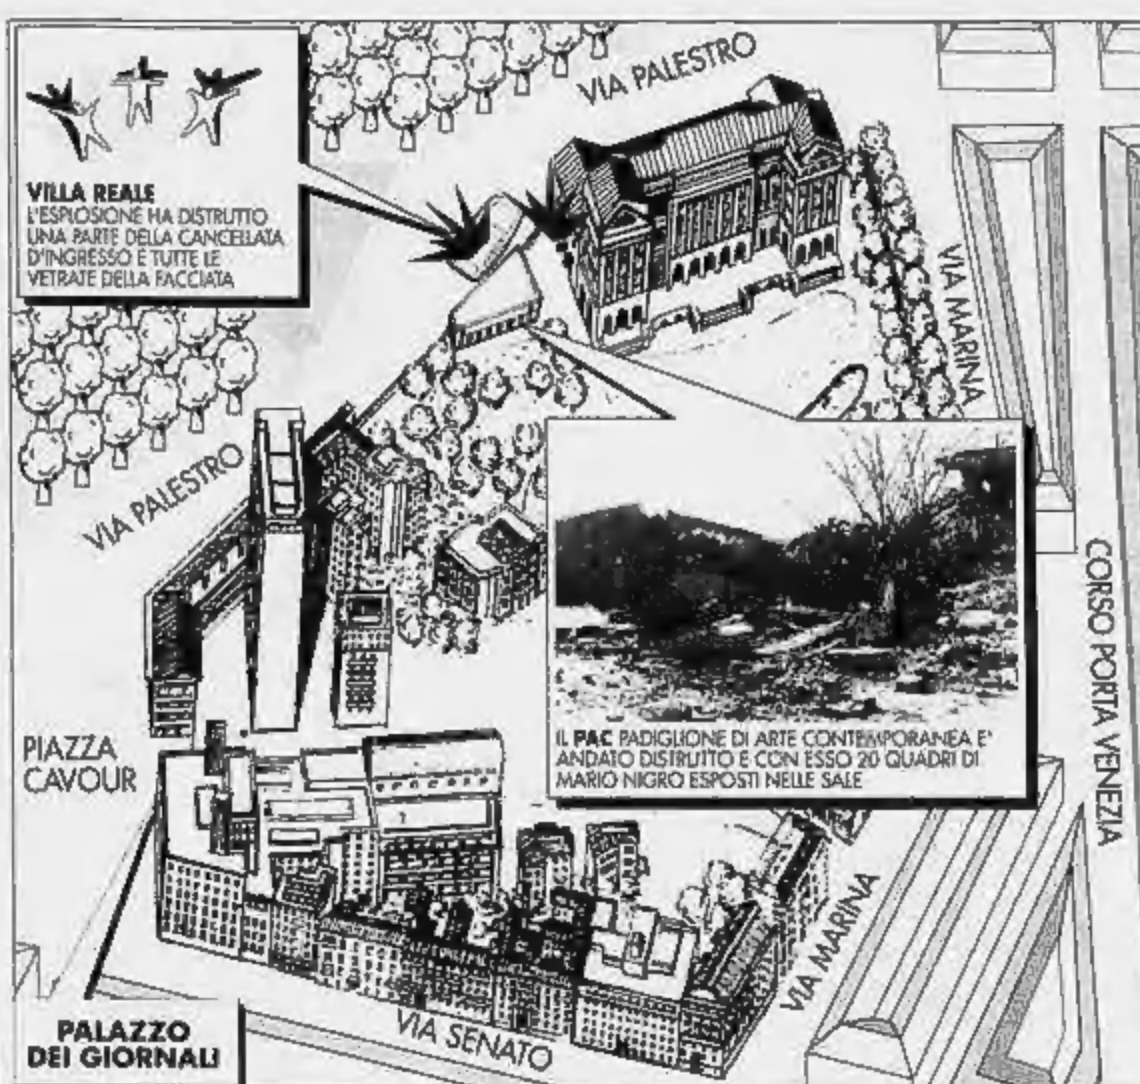 VIA PALESTRO
VILLA REALE
L'ESPLOSIONE HA DISTRUTTO
UNA PARTE DELLA CANCELLATA
D'INGRESSO E TUTTE LE
VETRATE DELLA FACCIATA
VIA MARINA
VIA PALESTRO
CORSO PORTA VENEZIA
IL PAC PADIGLIONE DI ARTE CONTEMPORANEA E'
ANDATO DISTRUTTO E CON ESSO 20 QUADRI DI
MARIO NIGRO ESPOSTI NELLE SALE
PIAZZA
CAVOUR
VIA MARINA
VIA SENATO
PALAZZO
DEI GIORNALI